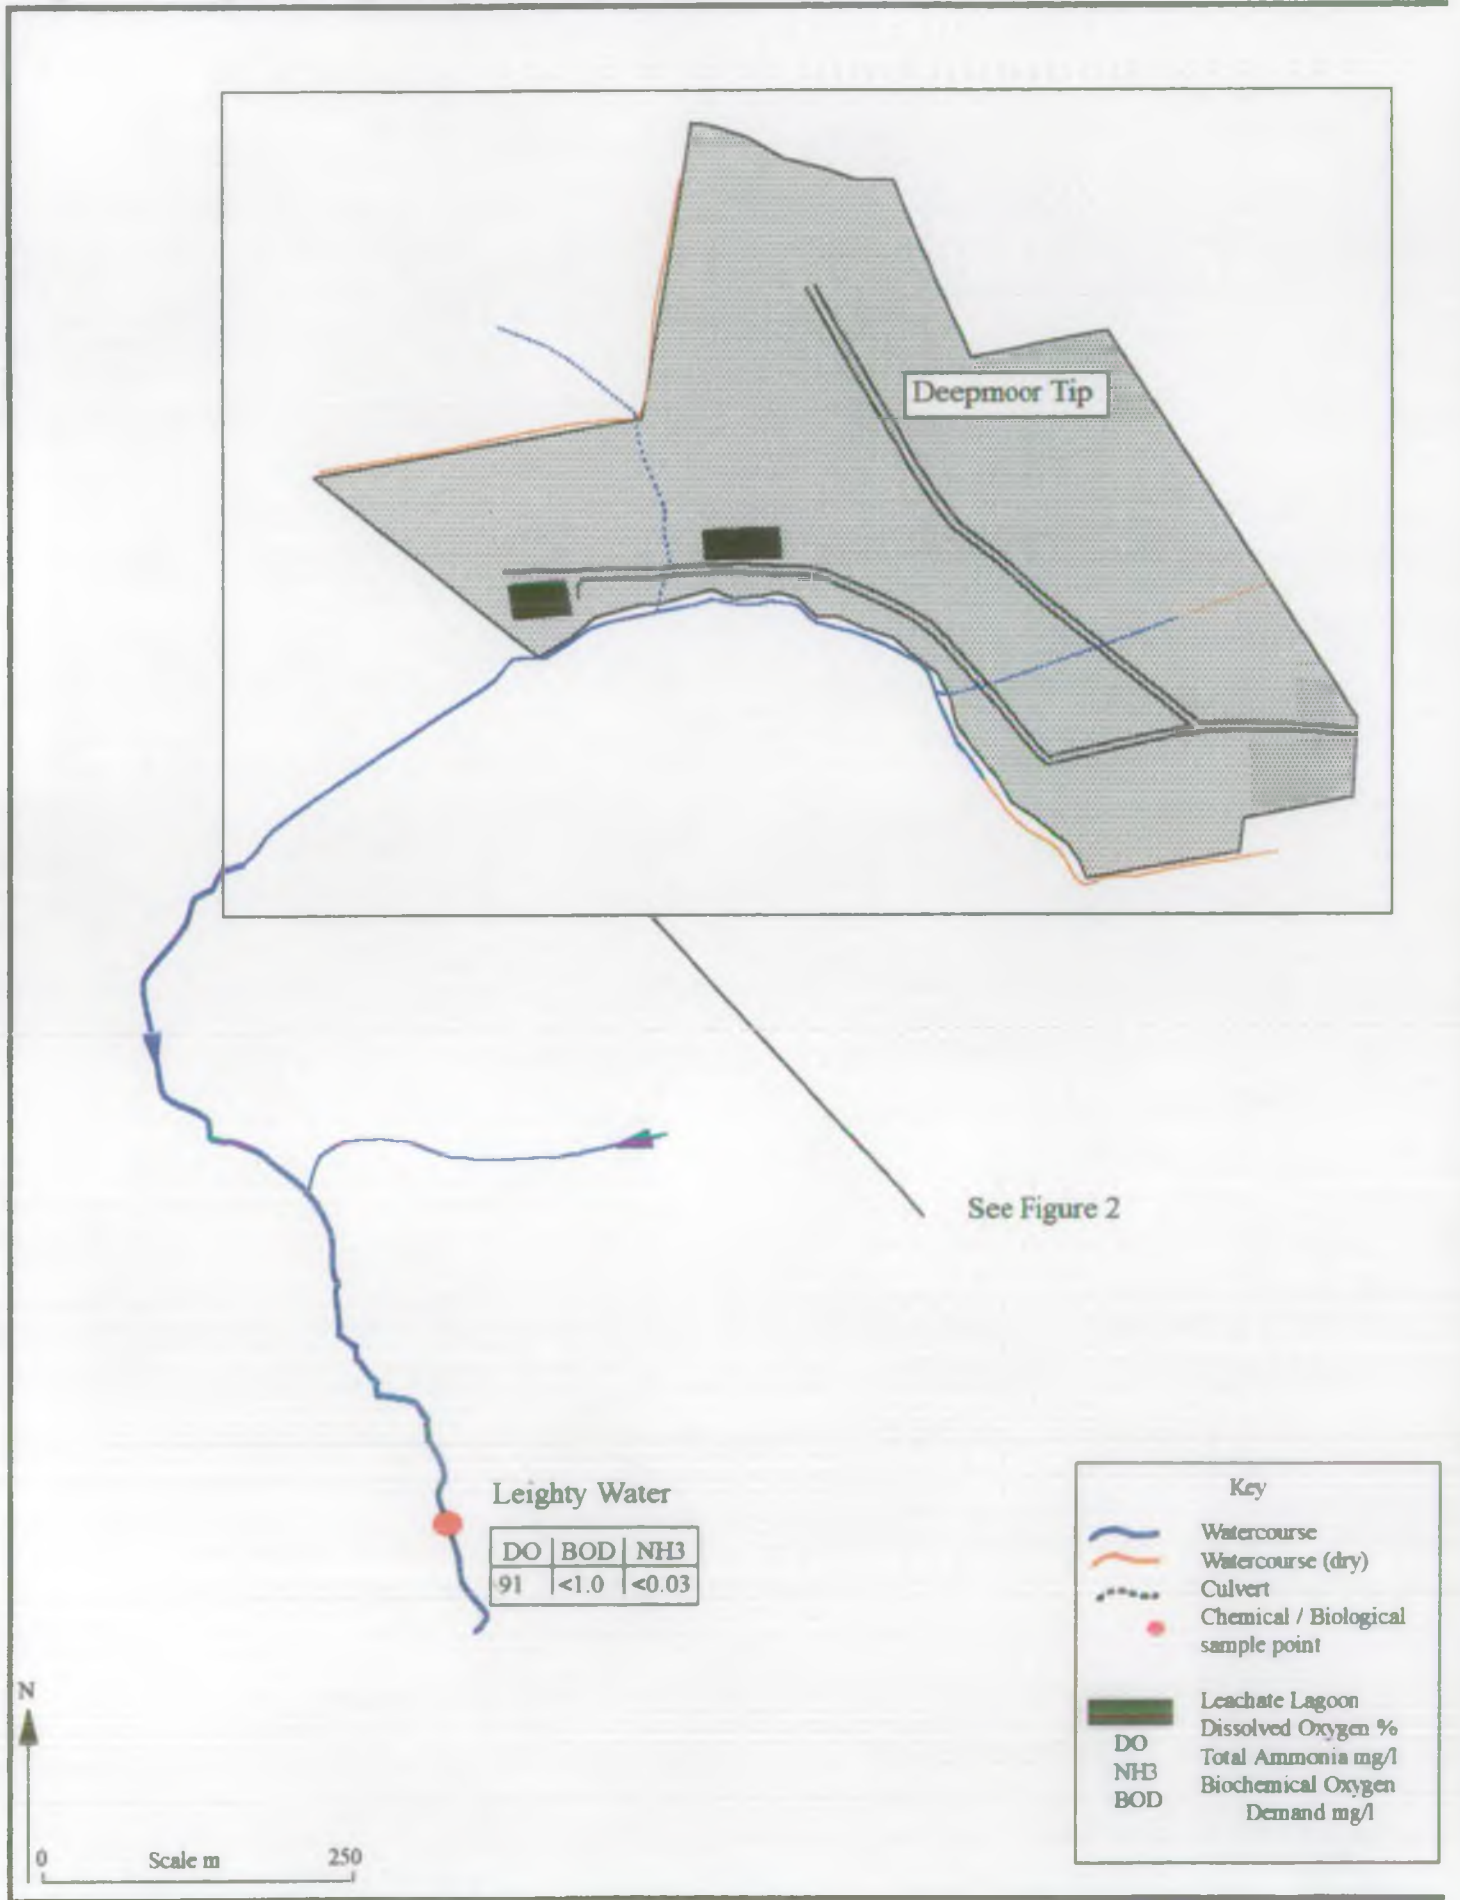 Deepmoor Tip
See Figure 2
Leighty Water
DO BOD NH3
91 <1.0 <0.03
Key
Watercourse
Watercourse (dry)
Culvert
Chemical / Biological
sample point
Leachate Lagoon
DO Dissolved Oxygen %
NH3 Total Ammonia mg/l
BOD Biochemical Oxygen
Demand mg/l
N
0 Scale m 250